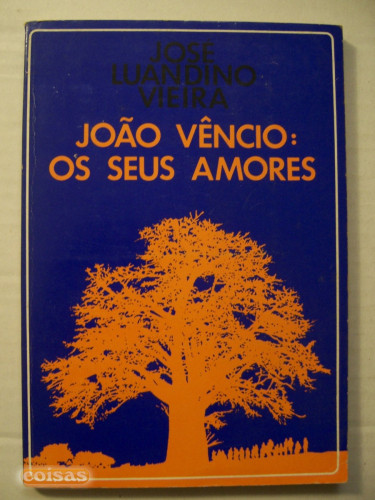 JOSÉ
LUANDINO
VIEIRA
JOÃO VÊNCIO:
OS SEUS AMORES
coisas